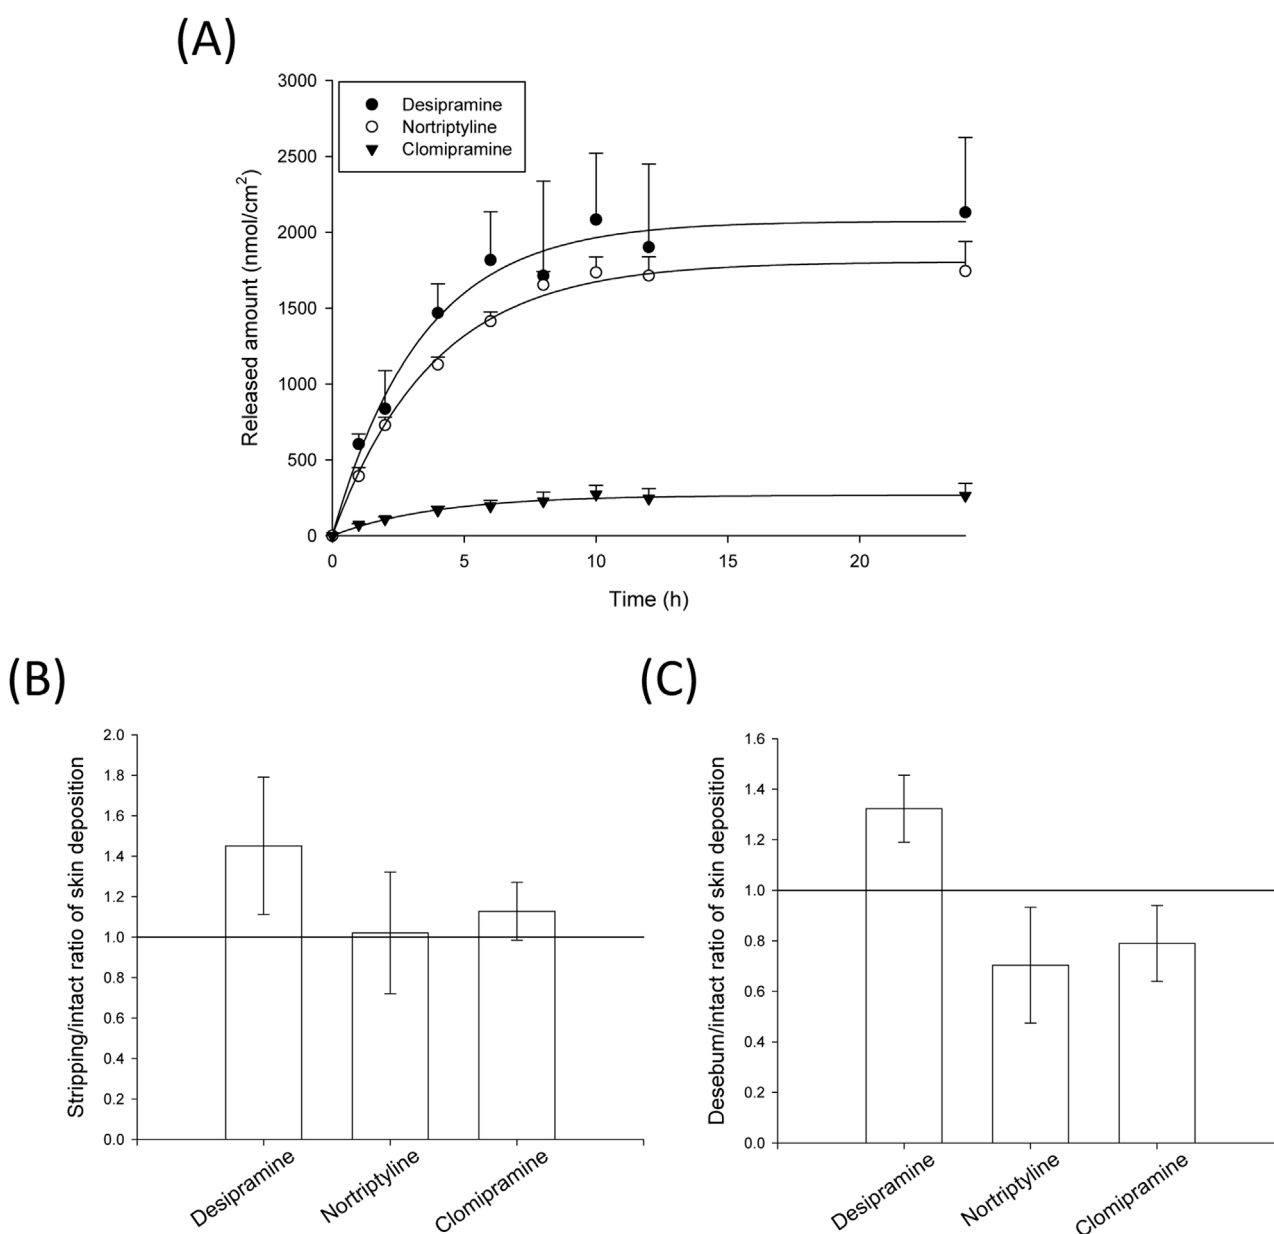 (A)
3000
2500
2000
1500
1000
500
0
Released amount (nmol/cm²)
Desipramine
Nortriptyline
Clomipramine
0 5 10 15 20
Time (h)
(B)
2.0
1.8
1.6
1.4
1.2
1.0
0.8
0.6
0.4
0.2
0.0
Stripping/intact ratio of skin deposition
Desipramine
Nortriptyline
Clomipramine
(C)
1.6
1.4
1.2
1.0
0.8
0.6
0.4
0.2
0.0
Desebum/intact ratio of skin deposition
Desipramine
Nortriptyline
Clomipramine